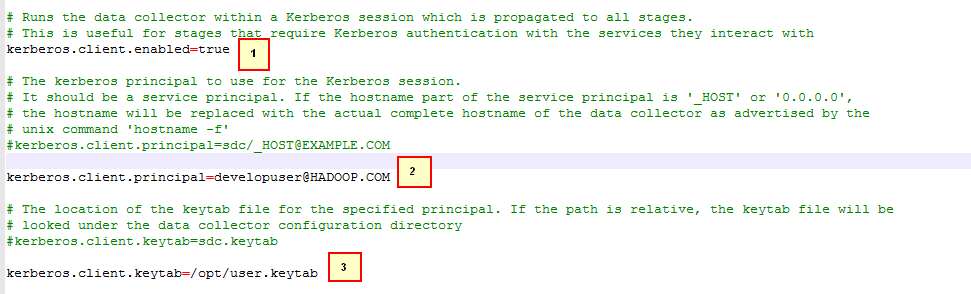 # Runs the data collector within a Kerberos session which is propagated to all stages.
# This is useful for stages that require Kerberos authentication with the services they interact with
kerberos.client.enabled=true
1
# The kerberos principal to use for the Kerberos session.
# It should be a service principal. If the hostname part of the service principal is '_HOST' or '0.0.0.0',
# the hostname will be replaced with the actual complete hostname of the data collector as advertised by the
# unix command 'hostname -f'
#kerberos.client.principal=sdc/_HOST@EXAMPLE.COM
kerberos.client.principal=developuser@HADOOP.COM
2
# The location of the keytab file for the specified principal. If the path is relative, the keytab file will be
# looked under the data collector configuration directory
#kerberos.client.keytab=sdc.keytab
kerberos.client.keytab=/opt/user.keytab
3